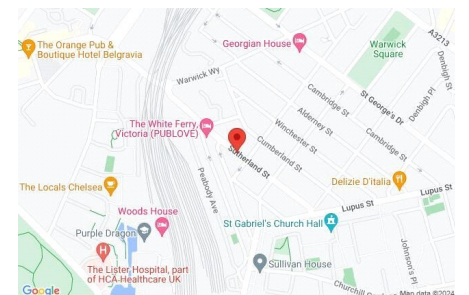 The Orange Pub &
Boutique Hotel Belgravia
Georgian House
A3213
Warwick
Square
Denbigh St
Warwick Wy
Cambridge St
St George's Dr
Denbigh Pl
Alderney St
The White Ferry,
Victoria (PUBLOVE)
Winchester St
Cambridge St
Cumberland St
Sutherland St
Peabody Ave
Delizie D'italia
The Locals Chelsea
Lupus St
Lupus St
Woods House
St Gabriel's Church Hall
Purple Dragon
Johnson's Pl
H
The Lister Hospital, part
of HCA Healthcare UK
Sullivan House
Churchill
Google
Map data ©2024